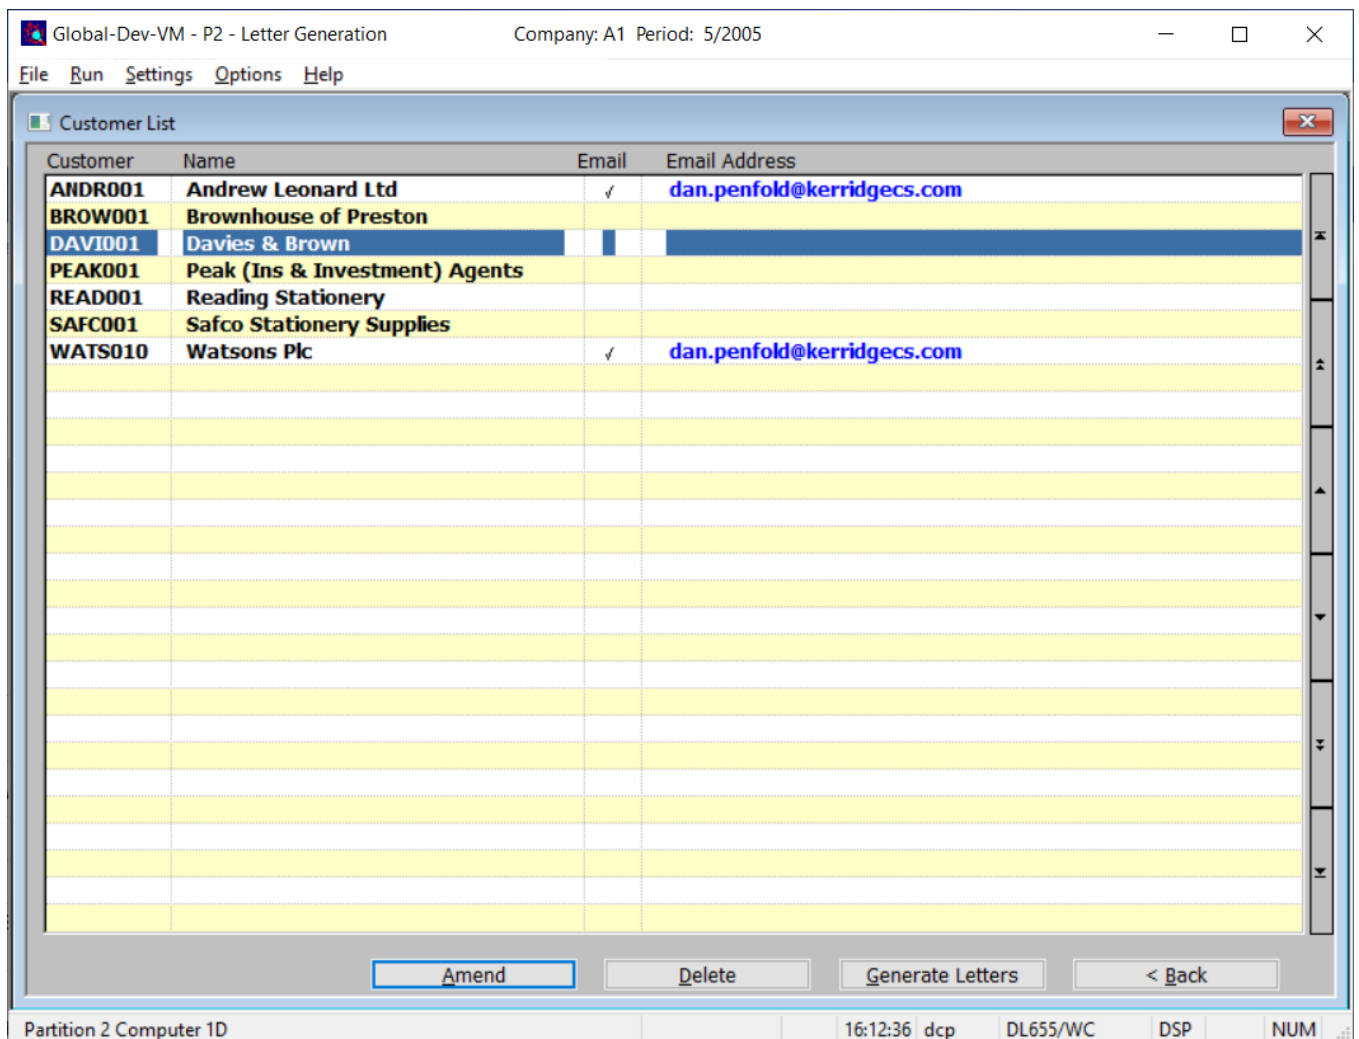 Global-Dev-VM - P2 - Letter Generation Company: A1 Period: 5/2005
File Run Settings Options Help
Customer List
Customer Name Email Email Address
ANDR001 Andrew Leonard Ltd √ dan.penfold@kerridgecs.com
BROW001 Brownhouse of Preston
DAVI001 Davies & Brown
PEAK001 Peak (Ins & Investment) Agents
READ001 Reading Stationery
SAFC001 Safco Stationery Supplies
WATS010 Watsons Plc √ dan.penfold@kerridgecs.com
Amend Delete Generate Letters < Back
Partition 2 Computer 1D 16:12:36 dcp DL655/WC DSP NUM